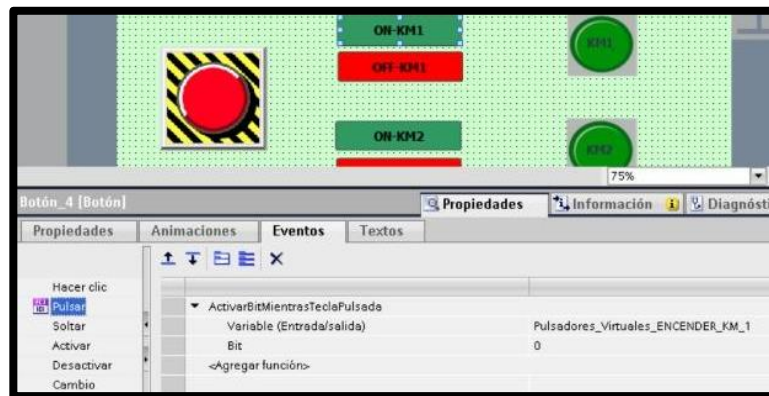 ON-KM1
KM1
OFF-KM1
ON-KM2
KM2
75%
Botón_4 [Botón]
Propiedades
Información
Diagnósti
Propiedades
Animaciones
Eventos
Textos
Hacer clic
Pulsar
Soltar
Activar
Desactivar
Cambio
ActivarBitMientrasTeclaPulsada
Variable (Entrada/salida)
Pulsadores_Virtuales_ENCENDER_KM_1
Bit
0
<Agregar función>